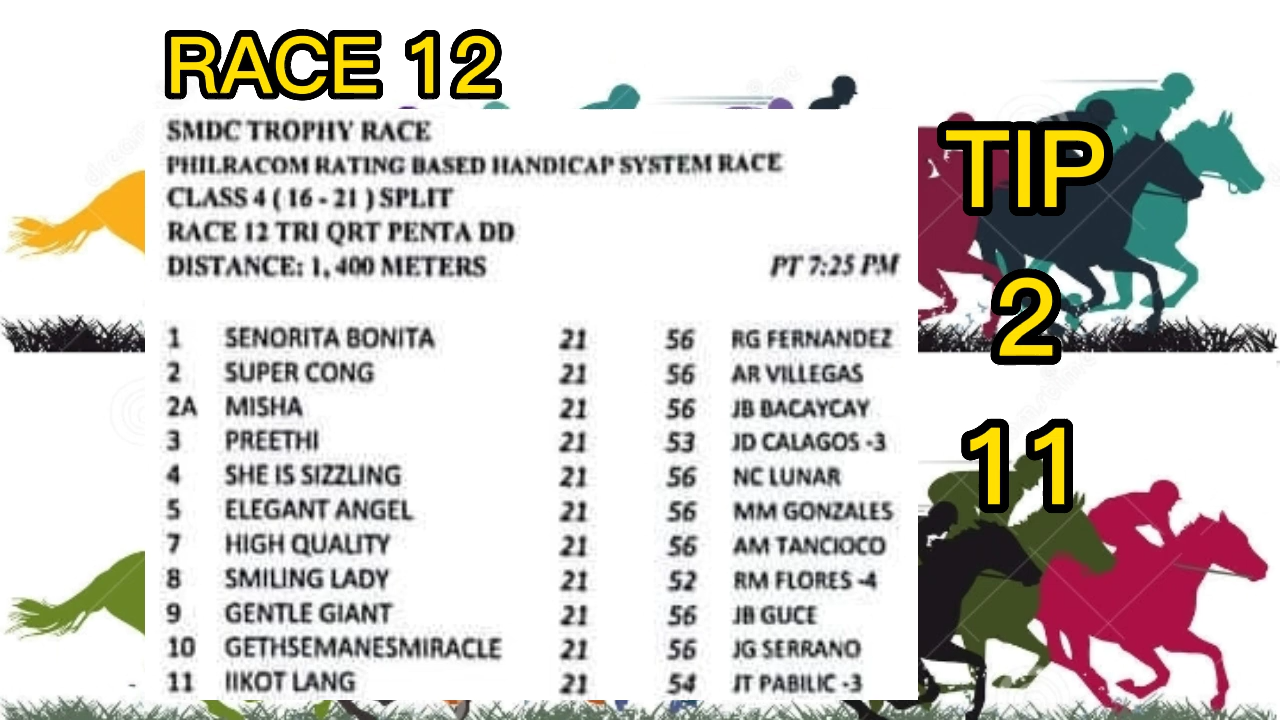 RACE 12
SMDC TROPHY RACE
PHILRACOM RATING BASED HANDICAP SYSTEM RACE
CLASS 4 ( 16 - 21 ) SPLIT
RACE 12 TRI QRT PENTA DD
DISTANCE: 1, 400 METERS PT 7:25 PM
1 SENORITA BONITA 21 56 RG FERNANDEZ
2 SUPER CONG 21 56 AR VILLEGAS
2A MISHA 21 56 JB BACAYCAY
3 PREETHI 21 53 JD CALAGOS -3
4 SHE IS SIZZLING 21 56 NC LUNAR
5 ELEGANT ANGEL 21 56 MM GONZALES
7 HIGH QUALITY 21 56 AM TANCIOCO
8 SMILING LADY 21 52 RM FLORES -4
9 GENTLE GIANT 21 56 JB GUCE
10 GETHSEMANESMIRACLE 21 56 JG SERRANO
11 IIKOT LANG 21 54 JT PABILIC -3
TIP
2
11